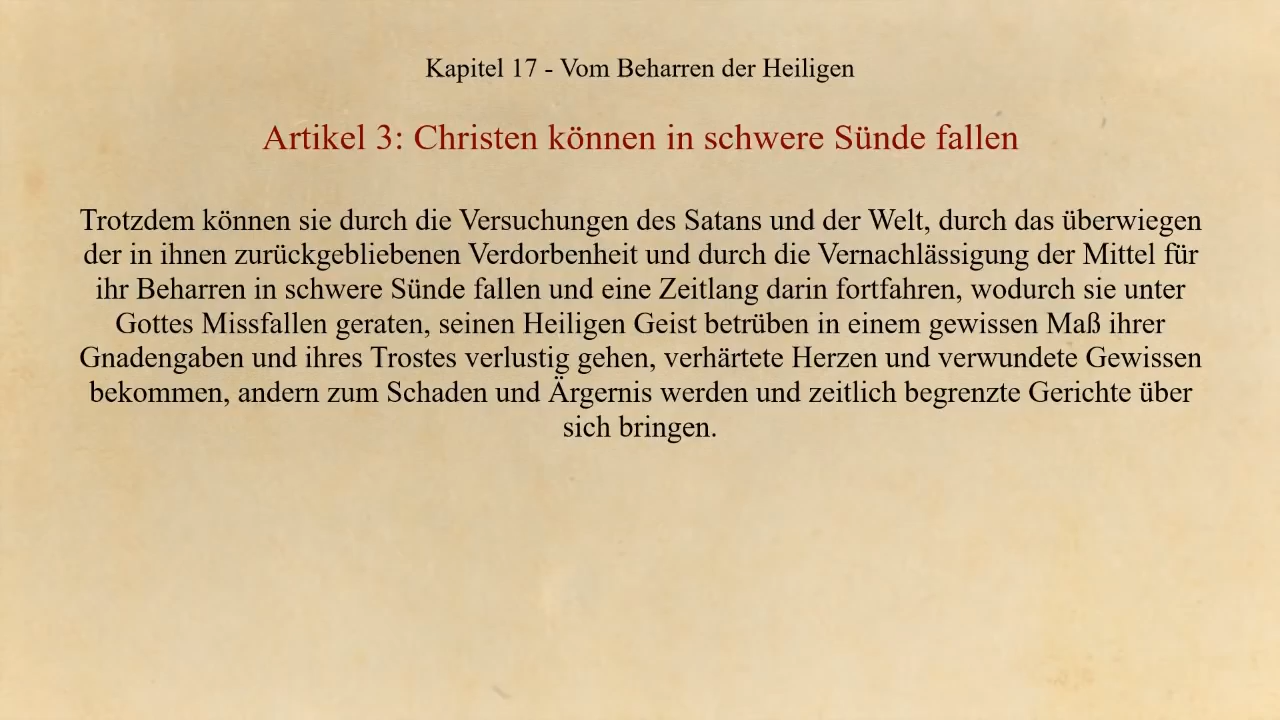 Kapitel 17 - Vom Beharren der Heiligen
Artikel 3: Christen können in schwere Sünde fallen
Trotzdem können sie durch die Versuchungen des Satans und der Welt, durch das überwiegen
der in ihnen zurückgebliebenen Verdorbenheit und durch die Vernachlässigung der Mittel für
ihr Beharren in schwere Sünde fallen und eine Zeitlang darin fortfahren, wodurch sie unter
Gottes Missfallen geraten, seinen Heiligen Geist betrüben in einem gewissen Maß ihrer
Gnadengaben und ihres Trostes verlustig gehen, verhärtete Herzen und verwundete Gewissen
bekommen, andern zum Schaden und Ärgernis werden und zeitlich begrenzte Gerichte über
sich bringen.